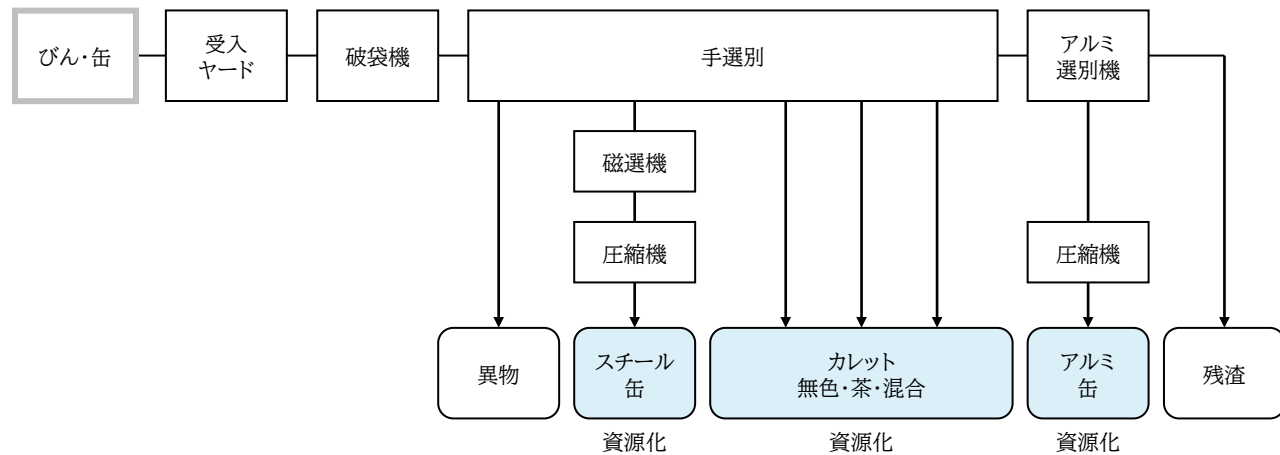 びん・缶
受入
ヤード
破袋機
手選別
アルミ
選別機
磁選機
圧縮機
圧縮機
異物
スチール
缶
カレット
無色・茶・混合
アルミ
缶
残渣
資源化
資源化
資源化